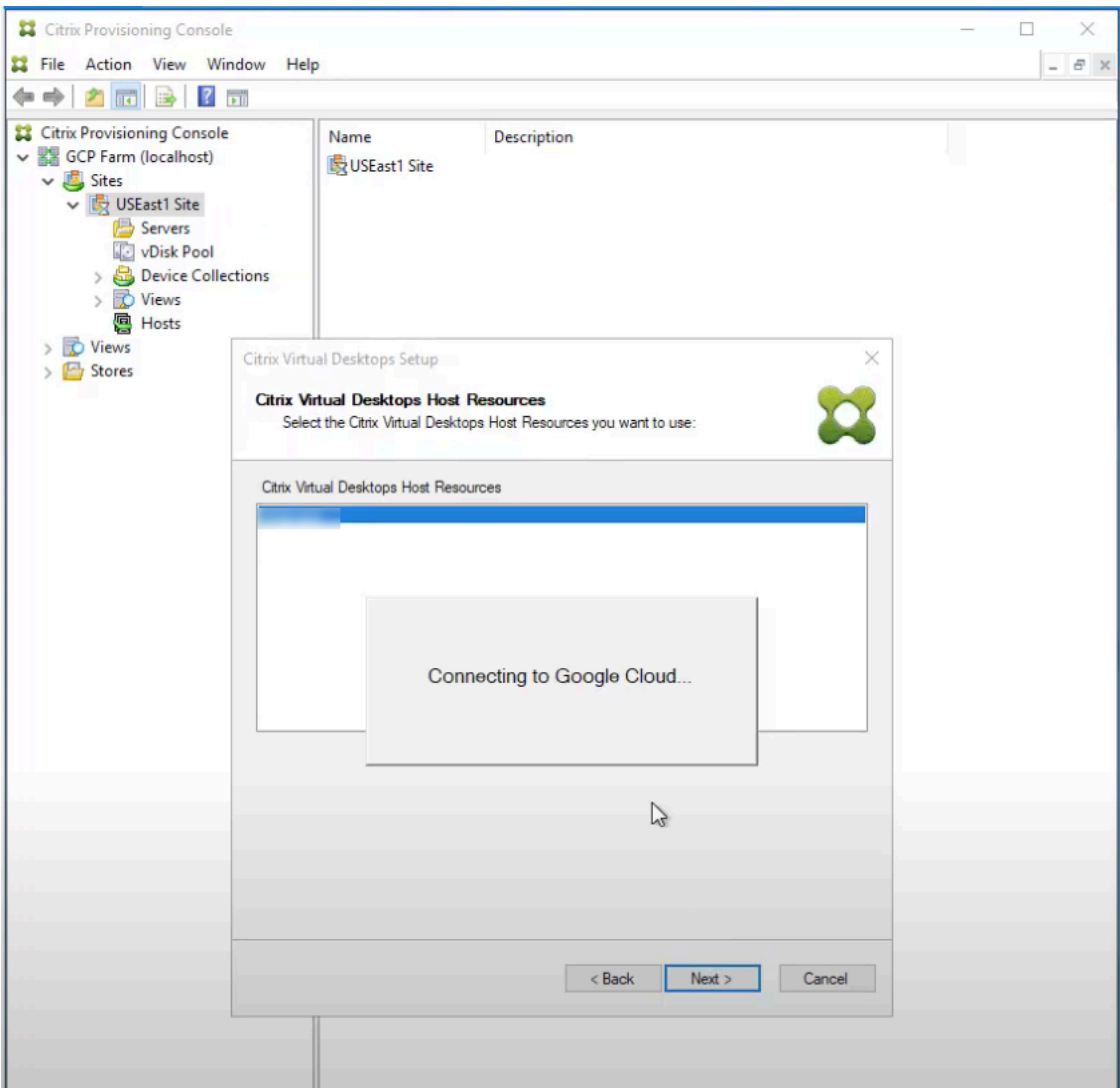 Citrix Provisioning Console
File Action View Window Help
Citrix Provisioning Console
GCP Farm (localhost)
Sites
USEast1 Site
Servers
vDisk Pool
Device Collections
Views
Hosts
Views
Stores
Name Description
USEast1 Site
Citrix Virtual Desktops Setup
Citrix Virtual Desktops Host Resources
Select the Citrix Virtual Desktops Host Resources you want to use:
Citrix Virtual Desktops Host Resources
Connecting to Google Cloud...
< Back Next > Cancel